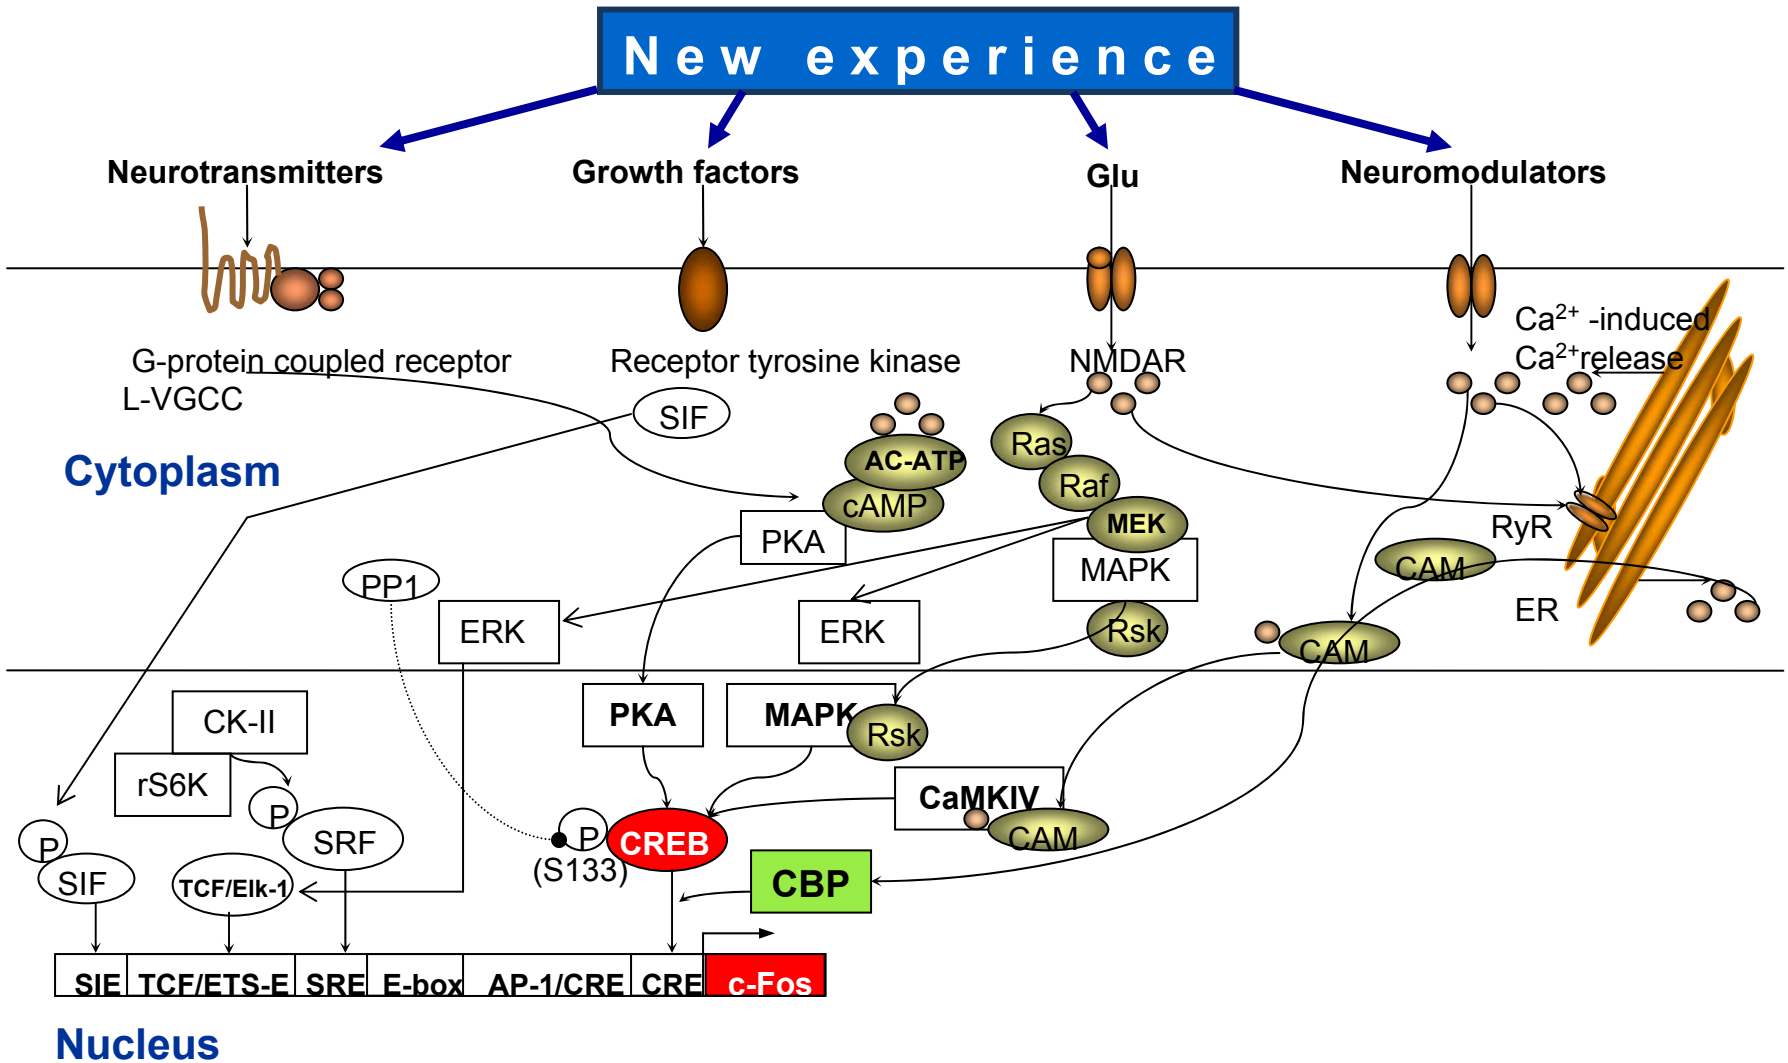 New experience
Neurotransmitters
Growth factors
Glu
Neuromodulators
Ca2+ -induced
Ca2+release
G-protein coupled receptor
L-VGCC
Receptor tyrosine kinase
NMDAR
SIF
Cytoplasm
AC-ATP
cAMP
PKA
Ras
Raf
MEK
MAPK
Rsk
RyR
CAM
ER
CAM
PP1
ERK
ERK
CK-II
rS6K
P
SRF
P
SIF
TCF/Elk-1
PKA
MAPK
Rsk
CaMKIV
CAM
P
CREB
(S133)
CBP
SIE
TCF/ETS-E
SRE
E-box
AP-1/CRE
CRE
c-Fos
Nucleus